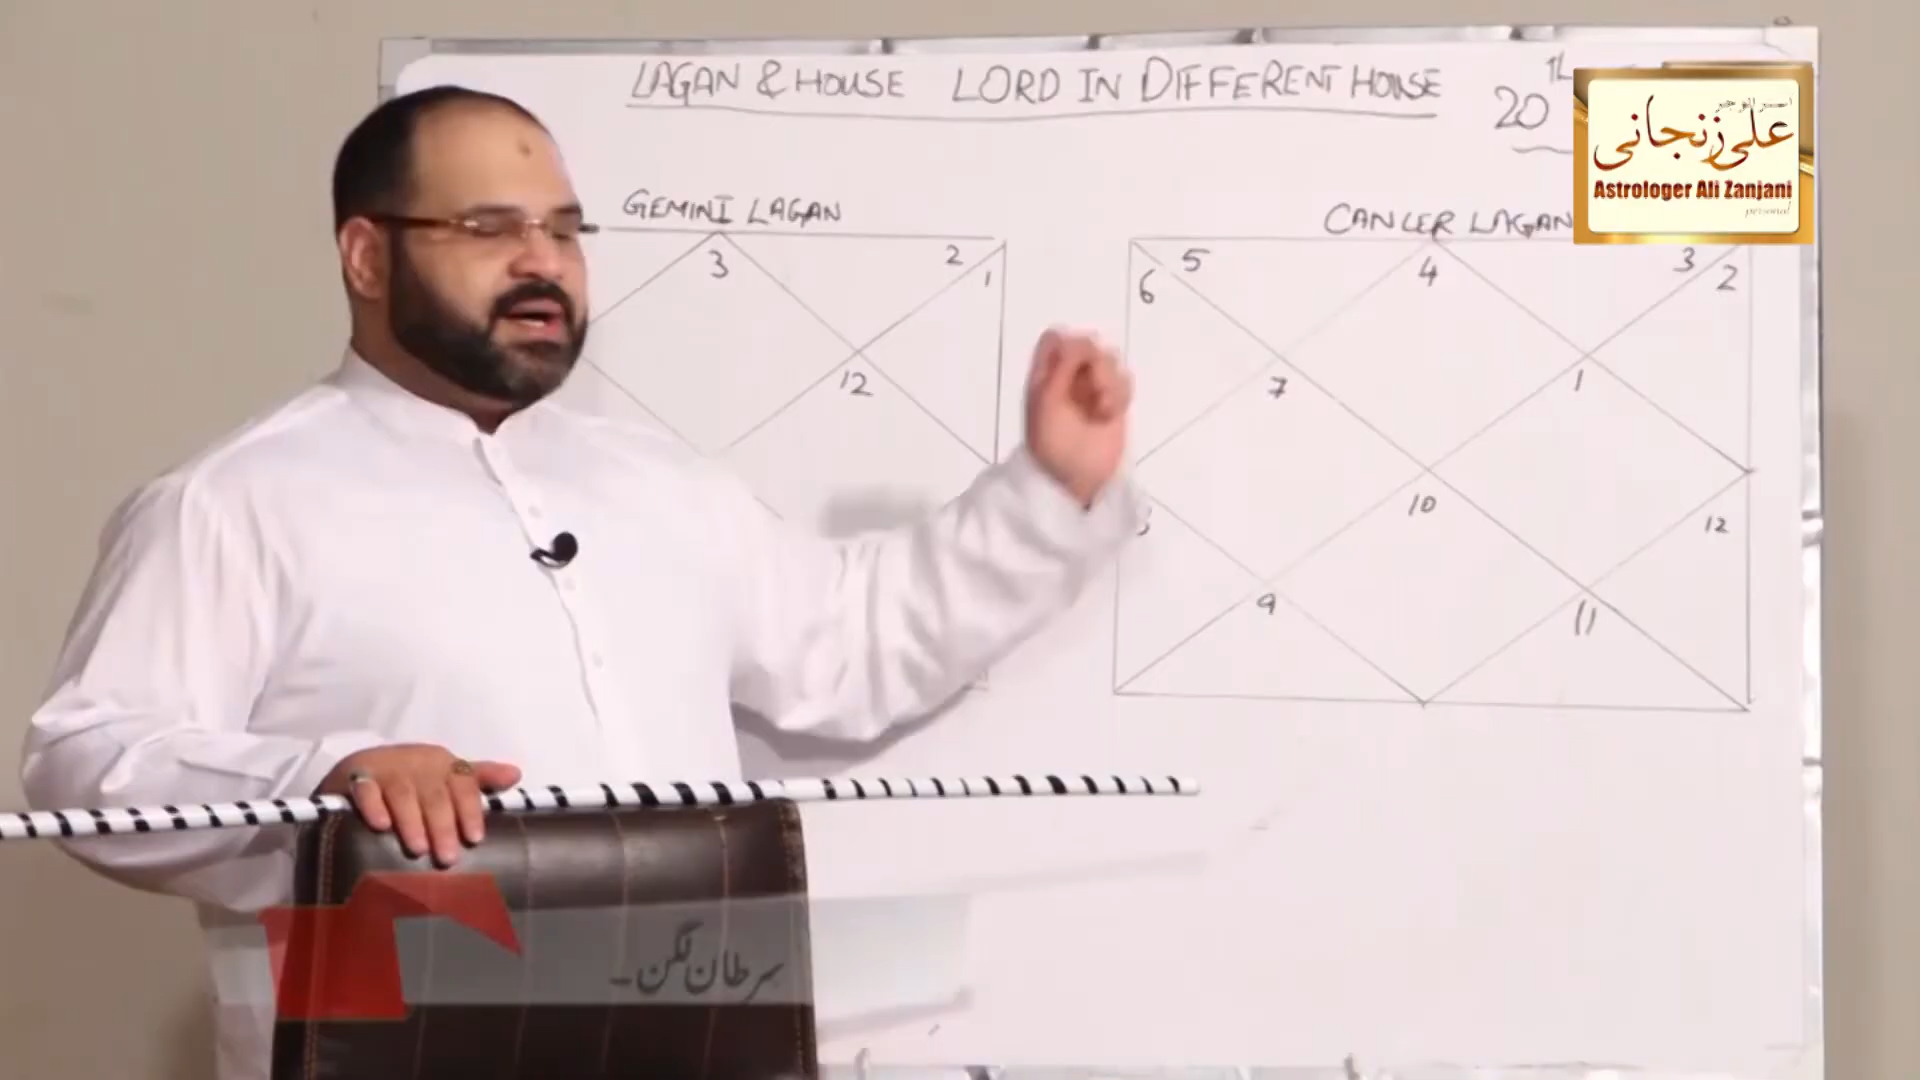 LAGAN & HOUSE LORD IN DIFFERENT HOUSE
20th
علی زنجانی
Astrologer Ali Zanjani
personal
GEMINI LAGAN
3
2
1
12
CANCER LAGAN
5
4
3
6
2
7
1
10
12
9
11
سرطان لگن۔